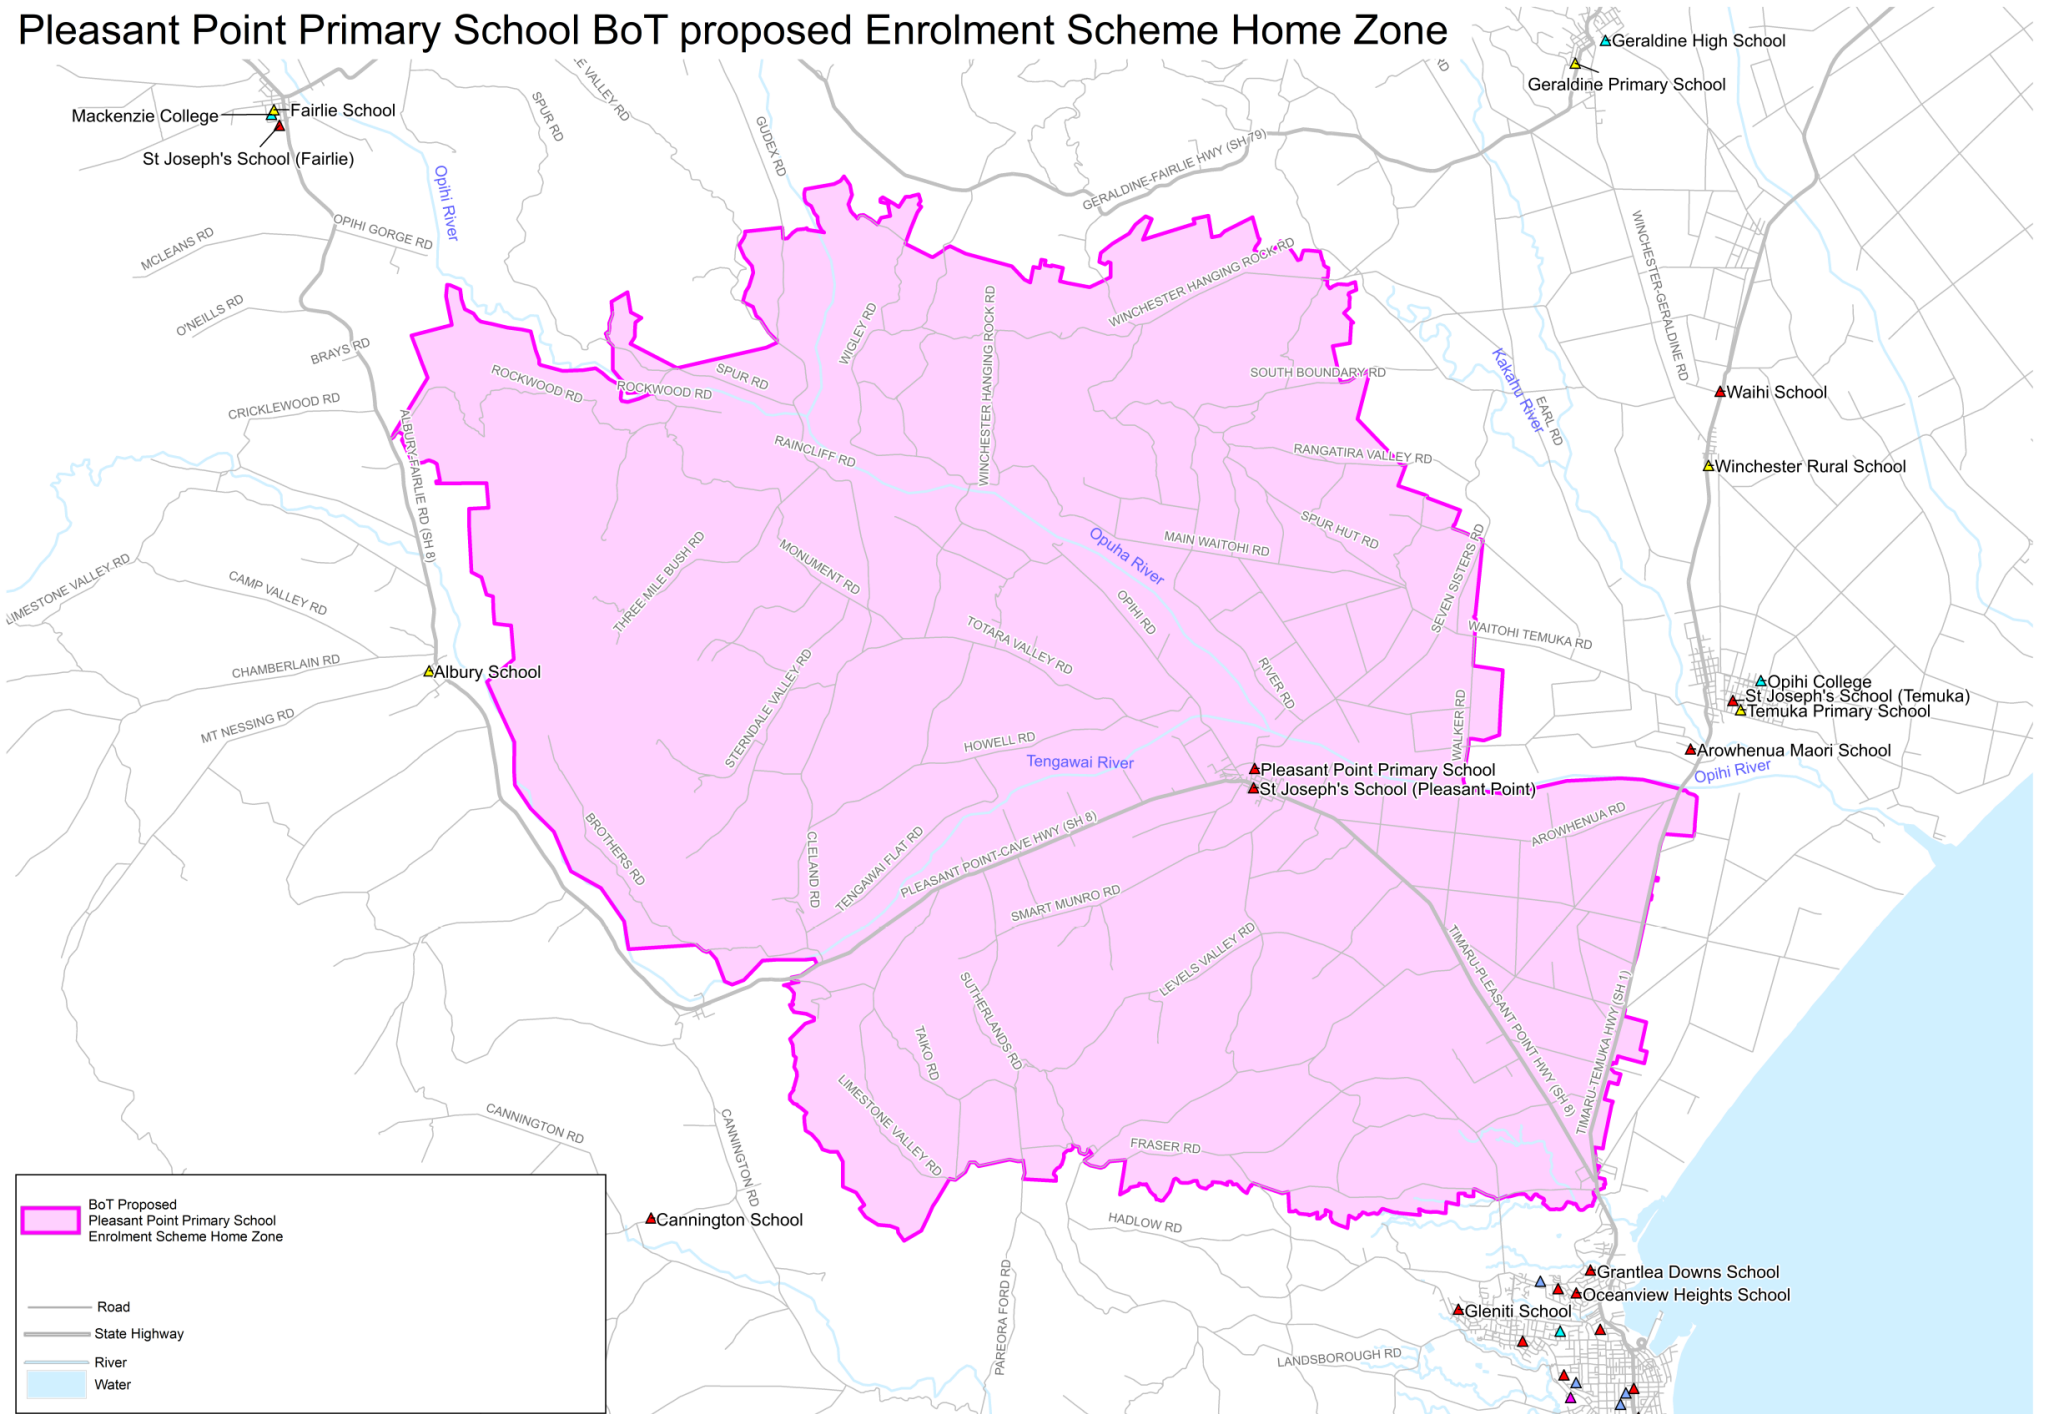 Pleasant Point Primary School BoT proposed Enrolment Scheme Home Zone
Geraldine High School
Geraldine Primary School
Fairlie School
Mackenzie College
St Joseph's School (Fairlie)
SPUR RD
E VALLEY RD
GUDEX RD
RD
GERALDINE-FAIRLIE HWY (SH 79)
Opihi River
OPIHI GORGE RD
MCLEANS RD
O'NEILLS RD
BRAYS RD
CRICKLEWOOD RD
ALBURY-FAIRLIE RD (SH 8)
WINCHESTER-GERALDINE RD
WINCHESTER HANGING ROCK RD
WINCHESTER HANGING ROCK RD
WIGLEY RD
SPUR RD
ROCKWOOD RD
ROCKWOOD RD
SOUTH BOUNDARY RD
Kakahu River
EARL RD
Waihi School
Winchester Rural School
RAINCLIFF RD
RANGATIRA VALLEY RD
SPUR HUT RD
MAIN WAITOHI RD
SEVEN SISTERS RD
Opuha River
OPIHI RD
THREE MILE BUSH RD
MONUMENT RD
TOTARA VALLEY RD
STERNDALE VALLEY RD
LIMESTONE VALLEY RD
CAMP VALLEY RD
CHAMBERLAIN RD
MT NESSING RD
Albury School
WAITOHI TEMUKA RD
RIVER RD
WALKER RD
Opihi College
St Joseph's School (Temuka)
Temuka Primary School
Arowhenua Maori School
Opihi River
HOWELL RD
Tengawai River
Pleasant Point Primary School
St Joseph's School (Pleasant Point)
AROWHENUA RD
BROTHERS RD
CLELAND RD
TENGAWAI FLAT RD
PLEASANT POINT-CAVE HWY (SH 8)
SMART MUNRO RD
LEVELS VALLEY RD
SUTHERLANDS RD
TAIKO RD
LIMESTONE VALLEY RD
TIMARU-PLEASANT POINT HWY (SH 8)
TIMARU-TEMUKA HWY (SH 1)
FRASER RD
HADLOW RD
CANNINGTON RD
CANNINGTON RD
Cannington School
PAREORA FORD RD
LANDSBOROUGH RD
Grantlea Downs School
Oceanview Heights School
Gleniti School
BoT Proposed
Pleasant Point Primary School
Enrolment Scheme Home Zone
Road
State Highway
River
Water